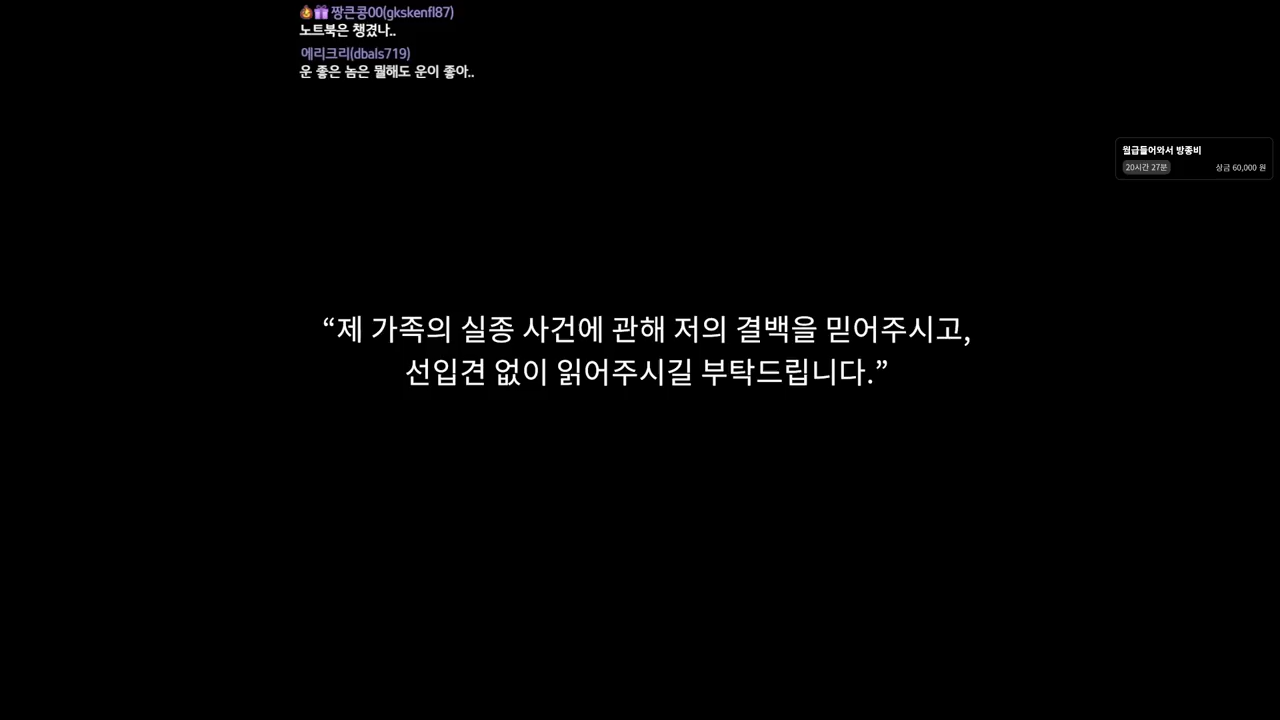 짱큰콩00(gkskenfl87)
노트북은 챙겼나..
에리크리(dbals719)
운 좋은 놈은 뭘해도 운이 좋아..
월급들어와서 방종비
20시간 27분
상금 60,000 원
“제 가족의 실종 사건에 관해 저의 결백을 믿어주시고,
선입견 없이 읽어주시길 부탁드립니다.”